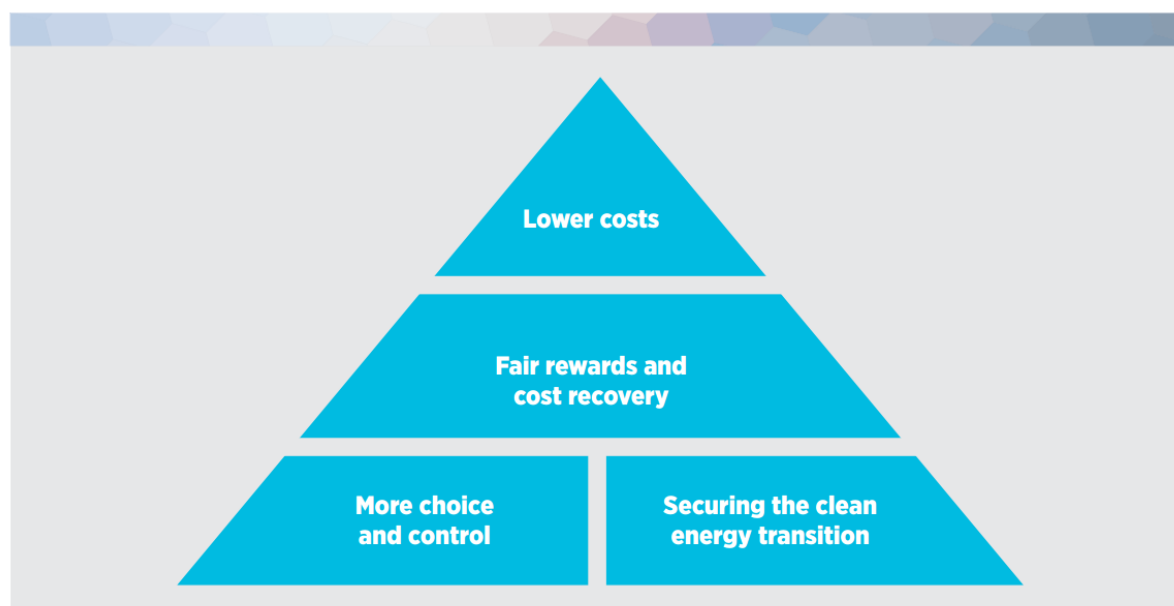 Lower costs
Fair rewards and
cost recovery
More choice
and control
Securing the clean
energy transition